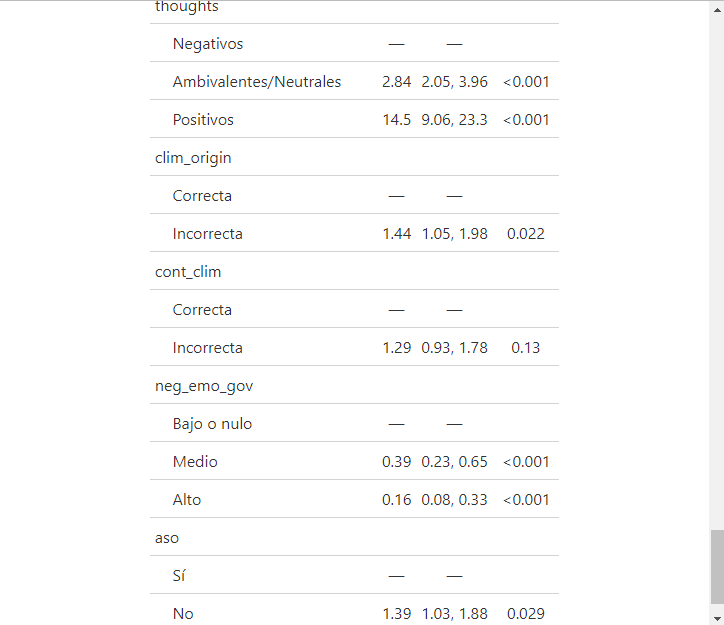 thoughts
Negativos — —
Ambivalentes/Neutrales 2.84 2.05, 3.96 <0.001
Positivos 14.5 9.06, 23.3 <0.001
clim_origin
Correcta — —
Incorrecta 1.44 1.05, 1.98 0.022
cont_clim
Correcta — —
Incorrecta 1.29 0.93, 1.78 0.13
neg_emo_gov
Bajo o nulo — —
Medio 0.39 0.23, 0.65 <0.001
Alto 0.16 0.08, 0.33 <0.001
aso
Sí — —
No 1.39 1.03, 1.88 0.029